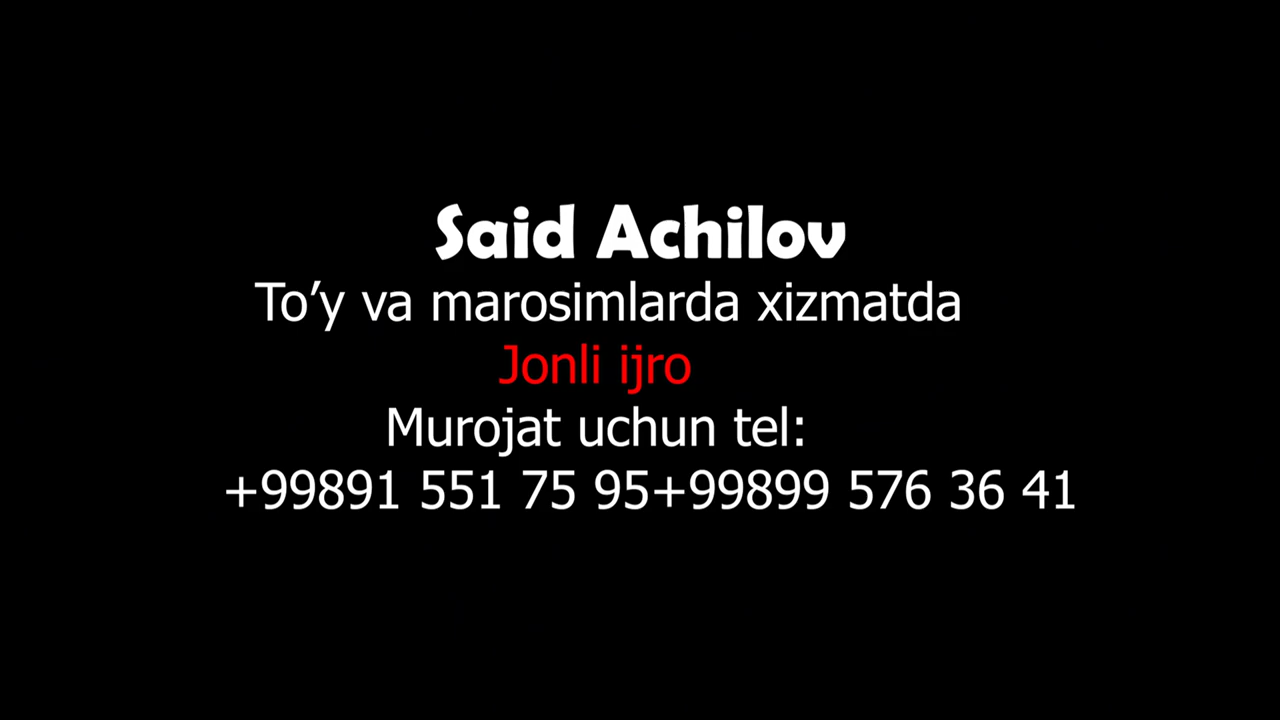 Said Achilov
To’y va marosimlarda xizmatda
Jonli ijro
Murojat uchun tel:
+99891 551 75 95+99899 576 36 41